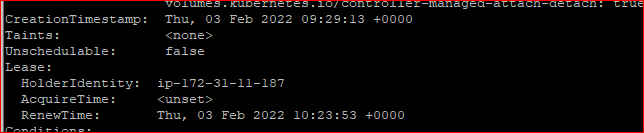 volumes.kubernetes.io/controller-managed-attach-detach: true
CreationTimestamp:  Thu, 03 Feb 2022 09:29:13 +0000
Taints:             <none>
Unschedulable:      false
Lease:
  HolderIdentity:  ip-172-31-11-187
  AcquireTime:     <unset>
  RenewTime:       Thu, 03 Feb 2022 10:23:53 +0000
Conditions: